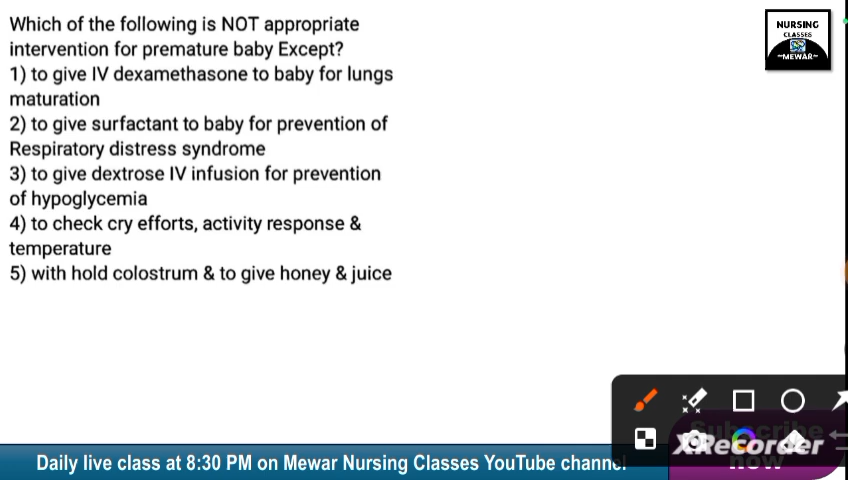 Which of the following is NOT appropriate
intervention for premature baby Except?
1) to give IV dexamethasone to baby for lungs
maturation
2) to give surfactant to baby for prevention of
Respiratory distress syndrome
3) to give dextrose IV infusion for prevention
of hypoglycemia
4) to check cry efforts, activity response &
temperature
5) with hold colostrum & to give honey & juice
NURSING
CLASSES
~MEWAR~
Subscribe
now
XRecorder
Daily live class at 8:30 PM on Mewar Nursing Classes YouTube channel